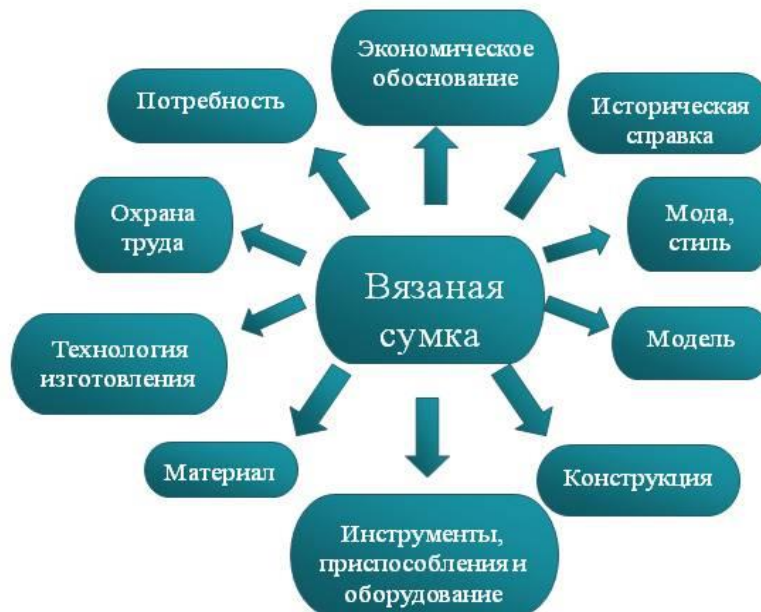 Экономическое
обоснование
Потребность
Историческая
справка
Охрана
труда
Мода,
стиль
Вязаная
сумка
Технология
изготовления
Модель
Материал
Конструкция
Инструменты,
приспособления и
оборудование